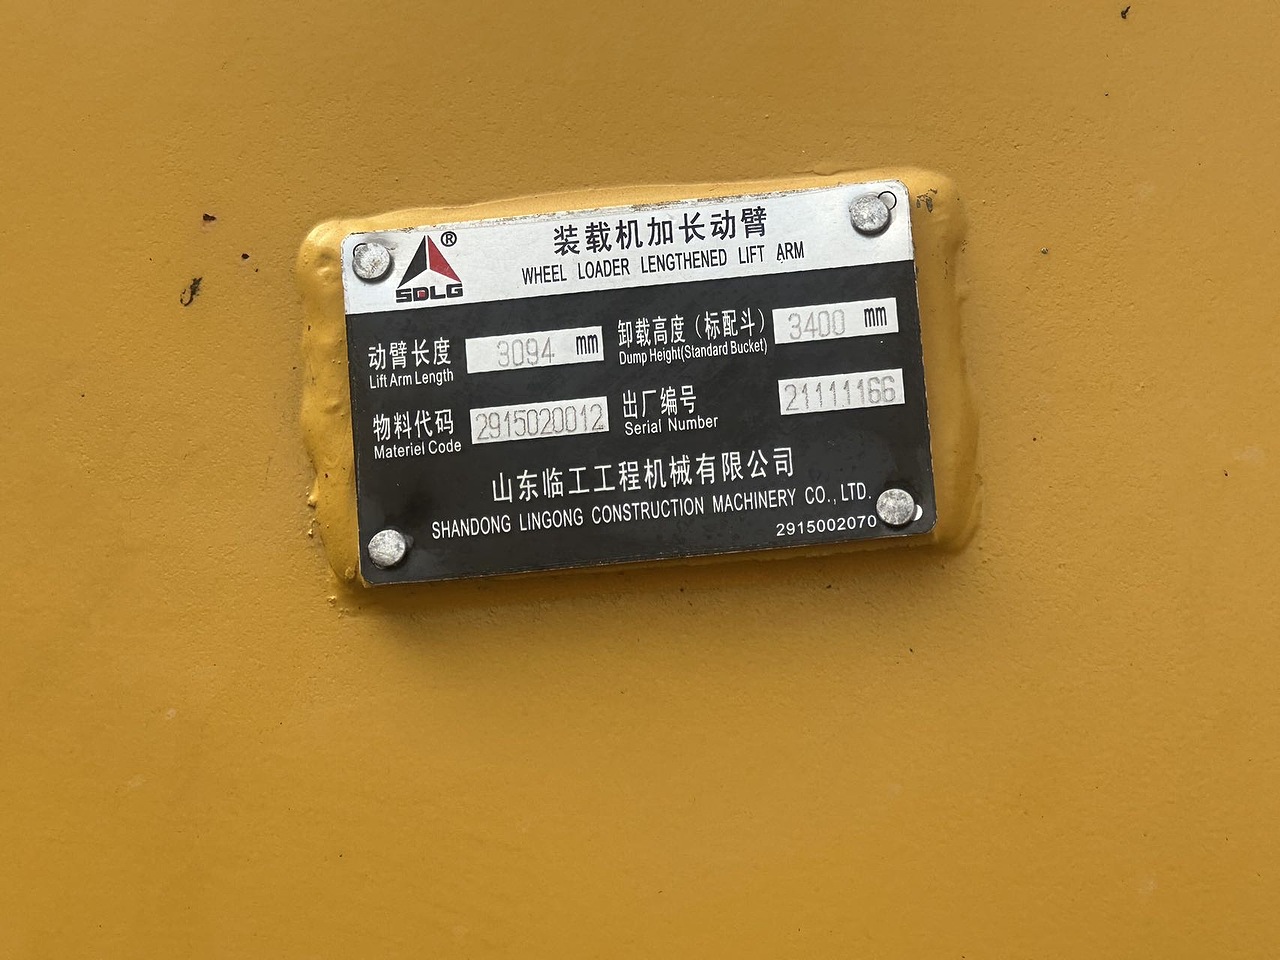 装载机加长动臂
WHEEL LOADER LENGTHENED LIFT ARM
®
SDLG
动臂长度 3094 mm 卸载高度（标配斗） 3400 mm
Lift Arm Length Dump Height(Standard Bucket)
物料代码 2915020012 出厂编号 21111166
Materiel Code Serial Number
山东临工工程机械有限公司
SHANDONG LINGONG CONSTRUCTION MACHINERY CO., LTD.
2915002070